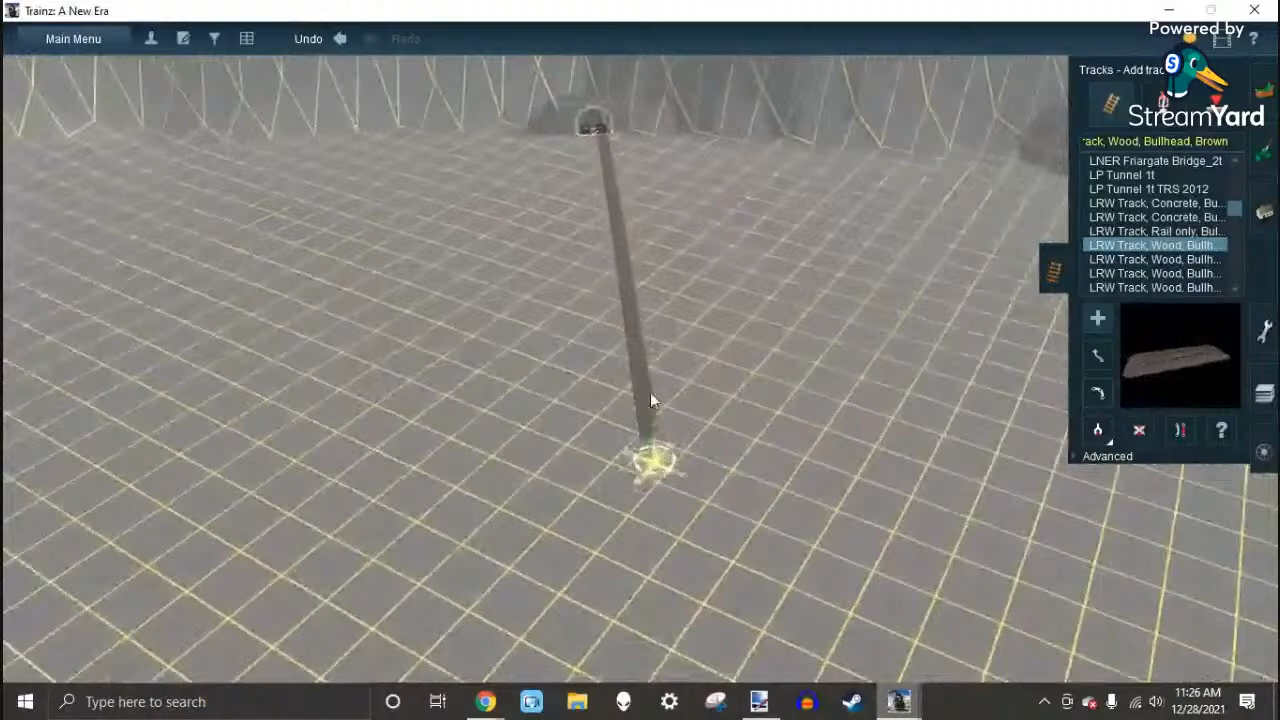 Trainz: A New Era
Powered by
S
StreamYard
Main Menu
Undo
Redo
?
Tracks - Add trac
rack, Wood, Bullhead, Brown
LNER Friargate Bridge_2t
LP Tunnel 1t
LP Tunnel 1t TRS 2012
LRW Track, Concrete, Bu...
LRW Track, Concrete, Bu...
LRW Track, Rail only, Bul...
LRW Track, Wood, Bullh...
LRW Track, Wood, Bullh...
LRW Track, Wood, Bullh...
LRW Track, Wood, Bullh...
?
Advanced
Type here to search
11:26 AM
12/28/2021